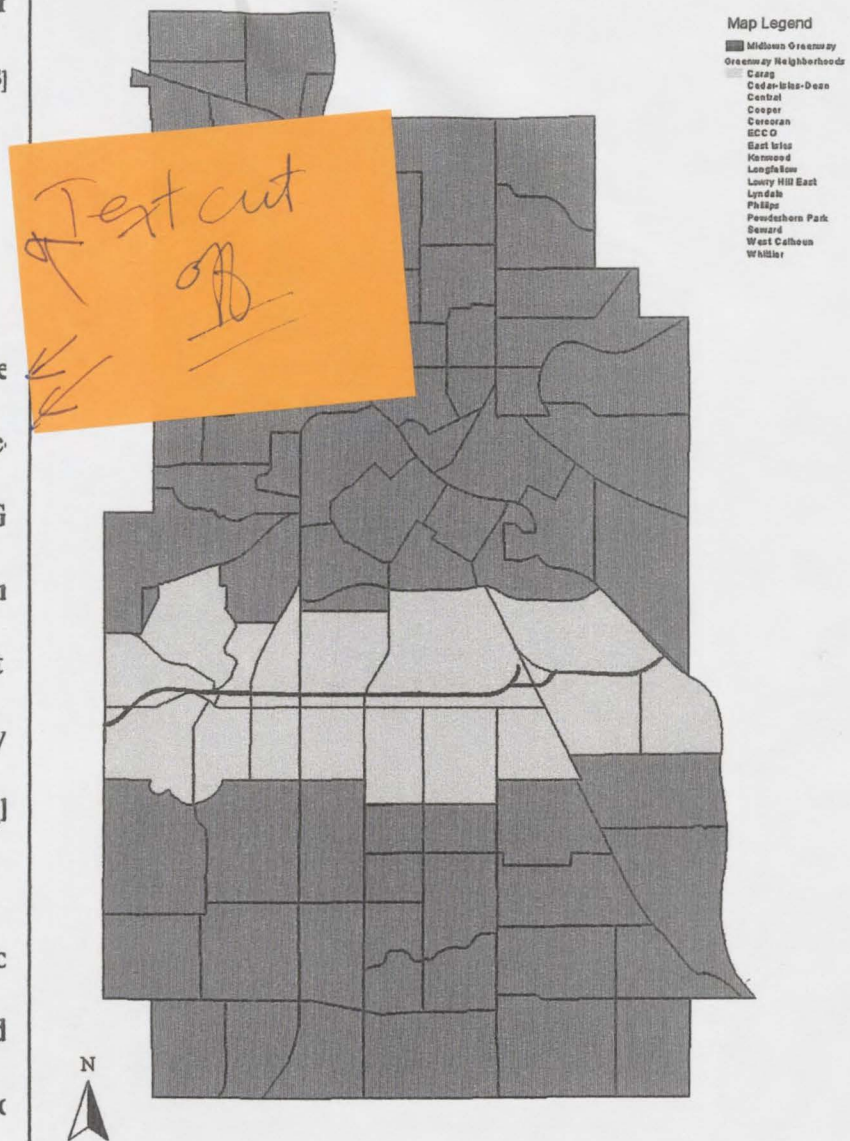 Map Legend
Midtown Greenway
Greenway Neighborhoods
Carag
Cedar-Isles-Dean
Central
Cooper
Corcoran
ECCO
East Isles
Kenwood
Longfellow
Lowry Hill East
Lyndale
Phillips
Powderhorn Park
Seward
West Calhoun
Whittier
Text cut
off
N